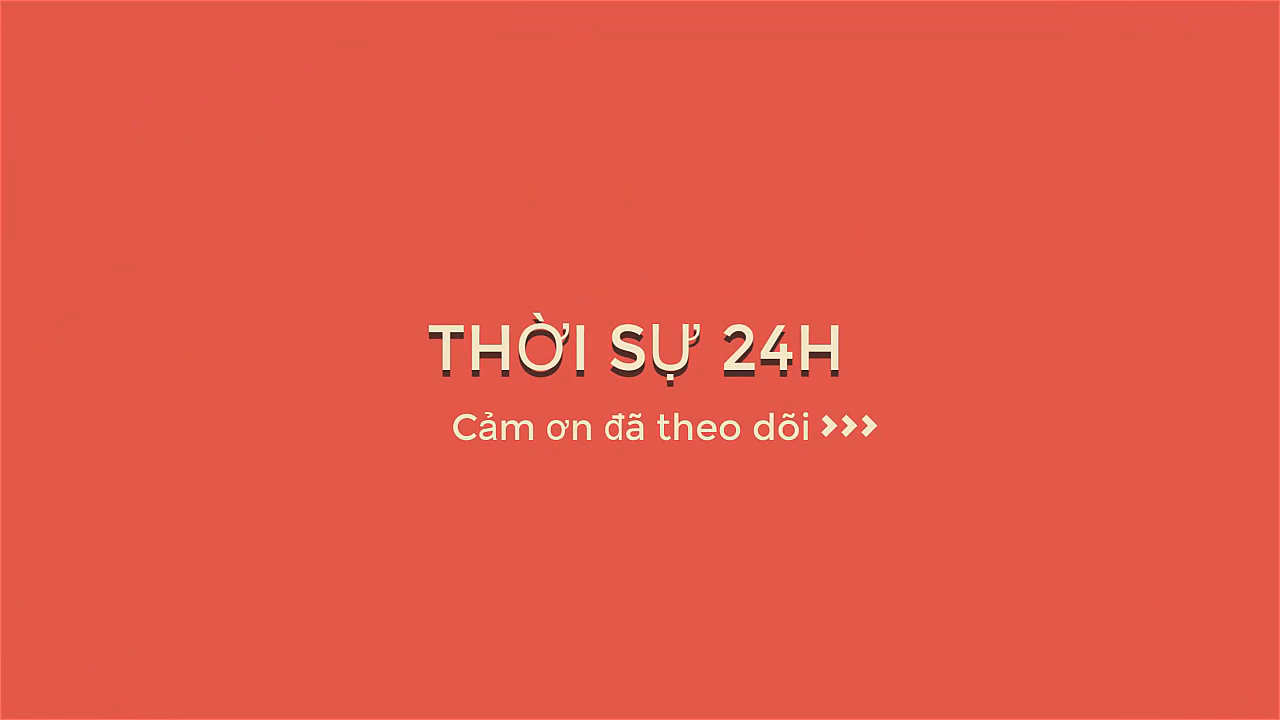 THỜI SỰ 24H
Cảm ơn đã theo dõi >>>